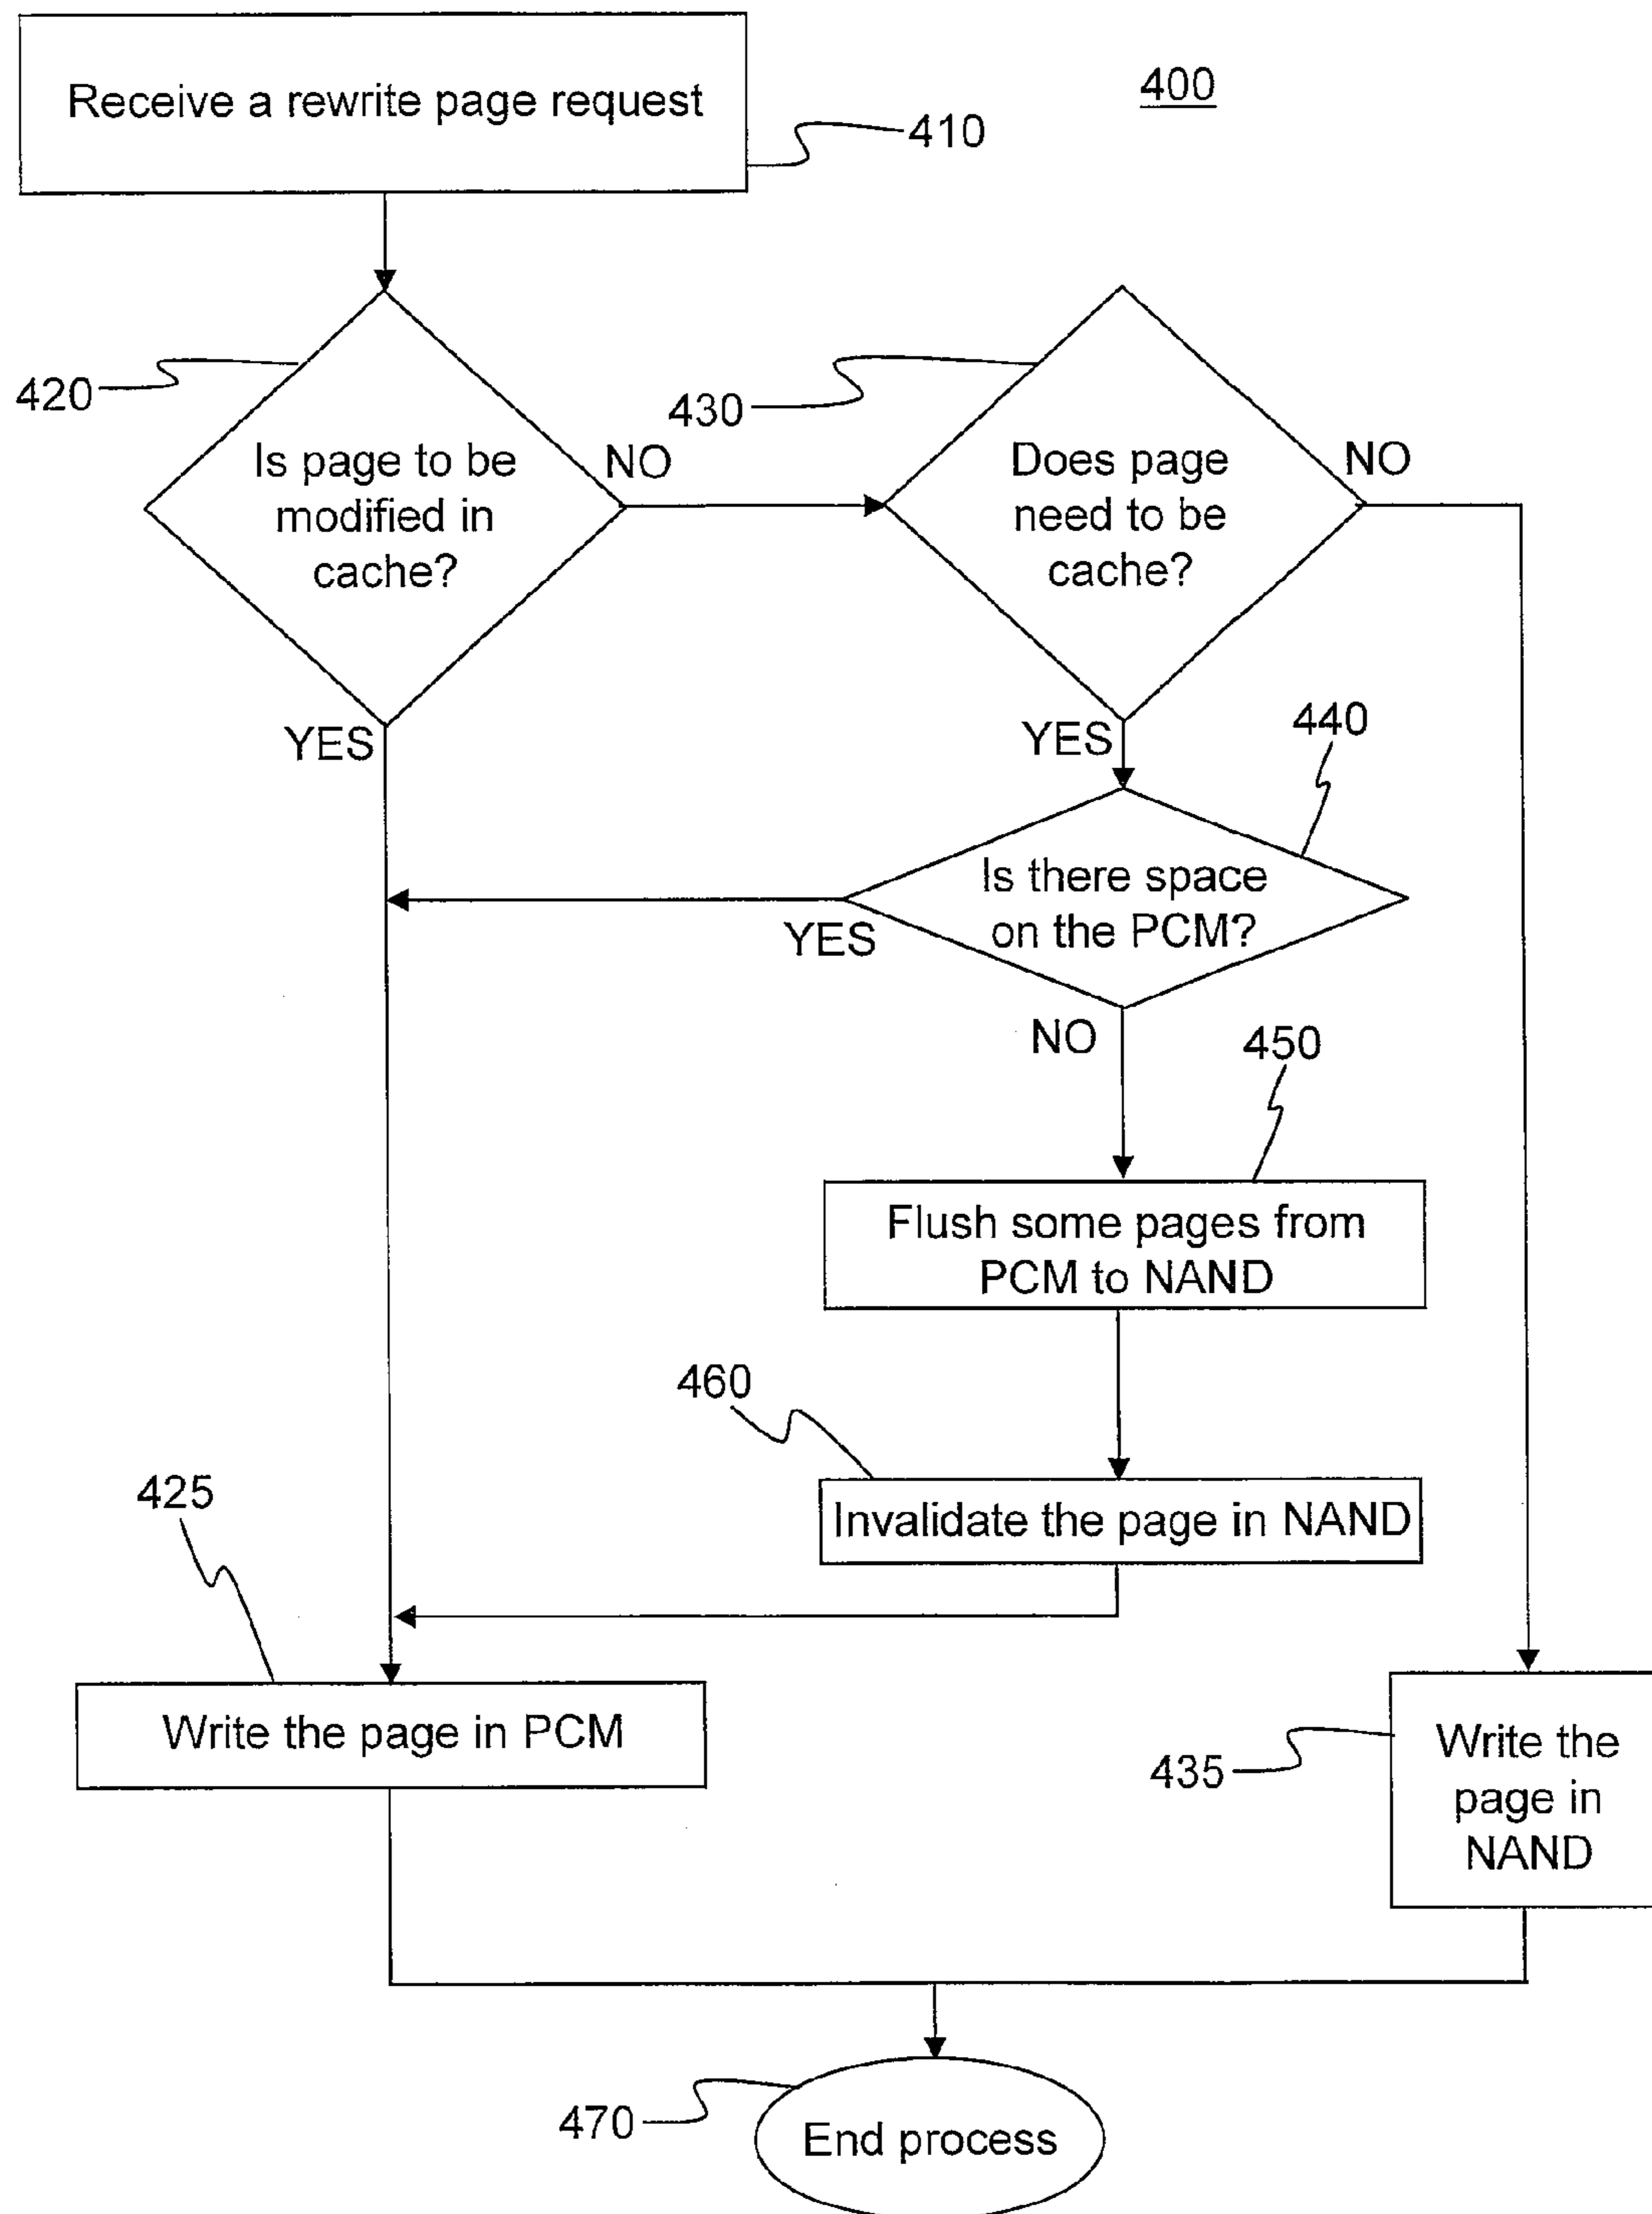 Receive a rewrite page request
400
410
420
Is page to be
modified in
cache?
NO
430
Does page
need to be
cache?
NO
YES
YES
440
Is there space
on the PCM?
YES
NO
450
Flush some pages from
PCM to NAND
460
Invalidate the page in NAND
425
Write the page in PCM
435
Write the
page in
NAND
470
End process